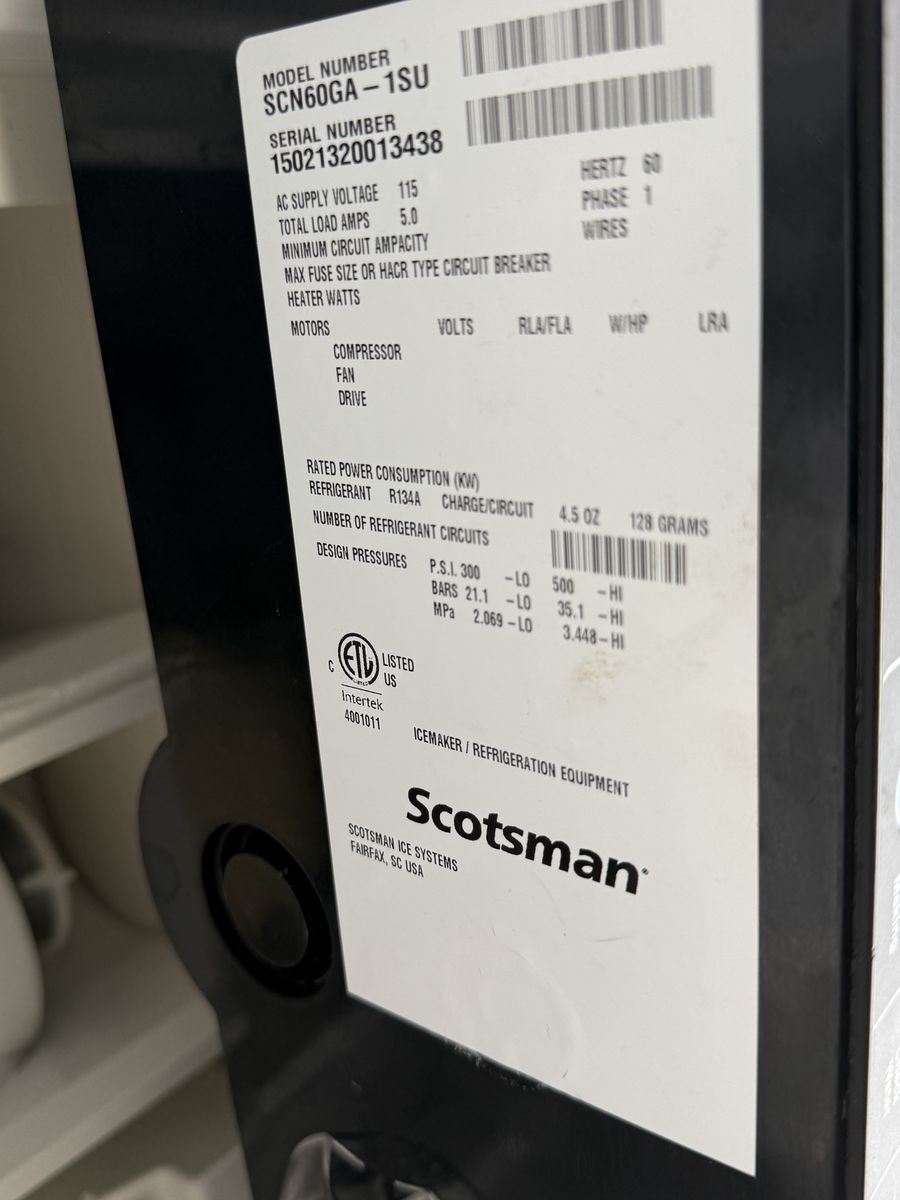 MODEL NUMBER
SCN60GA – 1SU
SERIAL NUMBER
15021320013438
AC SUPPLY VOLTAGE 115 HERTZ 60
TOTAL LOAD AMPS 5.0 PHASE 1
MINIMUM CIRCUIT AMPACITY WIRES
MAX FUSE SIZE OR HACR TYPE CIRCUIT BREAKER
HEATER WATTS
MOTORS VOLTS RLA/FLA W/HP LRA
COMPRESSOR
FAN
DRIVE
RATED POWER CONSUMPTION (KW)
REFRIGERANT R134A CHARGE/CIRCUIT 4.5 OZ 128 GRAMS
NUMBER OF REFRIGERANT CIRCUITS
DESIGN PRESSURES P.S.I. 300 –LO 500 –HI
BARS 21.1 –LO 35.1 –HI
MPa 2.069 –LO 3.448–HI
C ETL LISTED
US
Intertek
4001011
ICEMAKER / REFRIGERATION EQUIPMENT
Scotsman
SCOTSMAN ICE SYSTEMS
FAIRFAX, SC USA